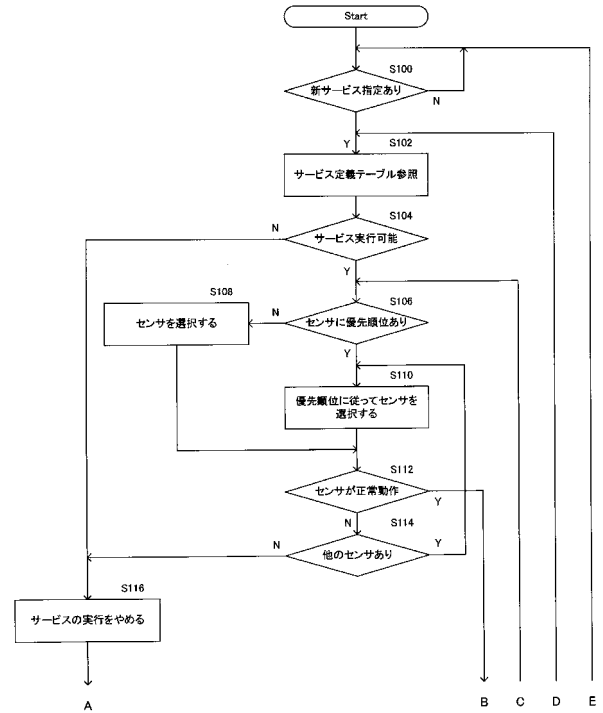 Start
S100
新サービス指定あり
N
Y
S102
サービス定義テーブル参照
S104
N
サービス実行可能
Y
S108
S106
センサを選択する
N
センサに優先順位あり
Y
S110
優先順位に従ってセンサを
選択する
S112
センサが正常動作
Y
N
S114
N
他のセンサあり
Y
S116
サービスの実行をやめる
A
B
C
D
E